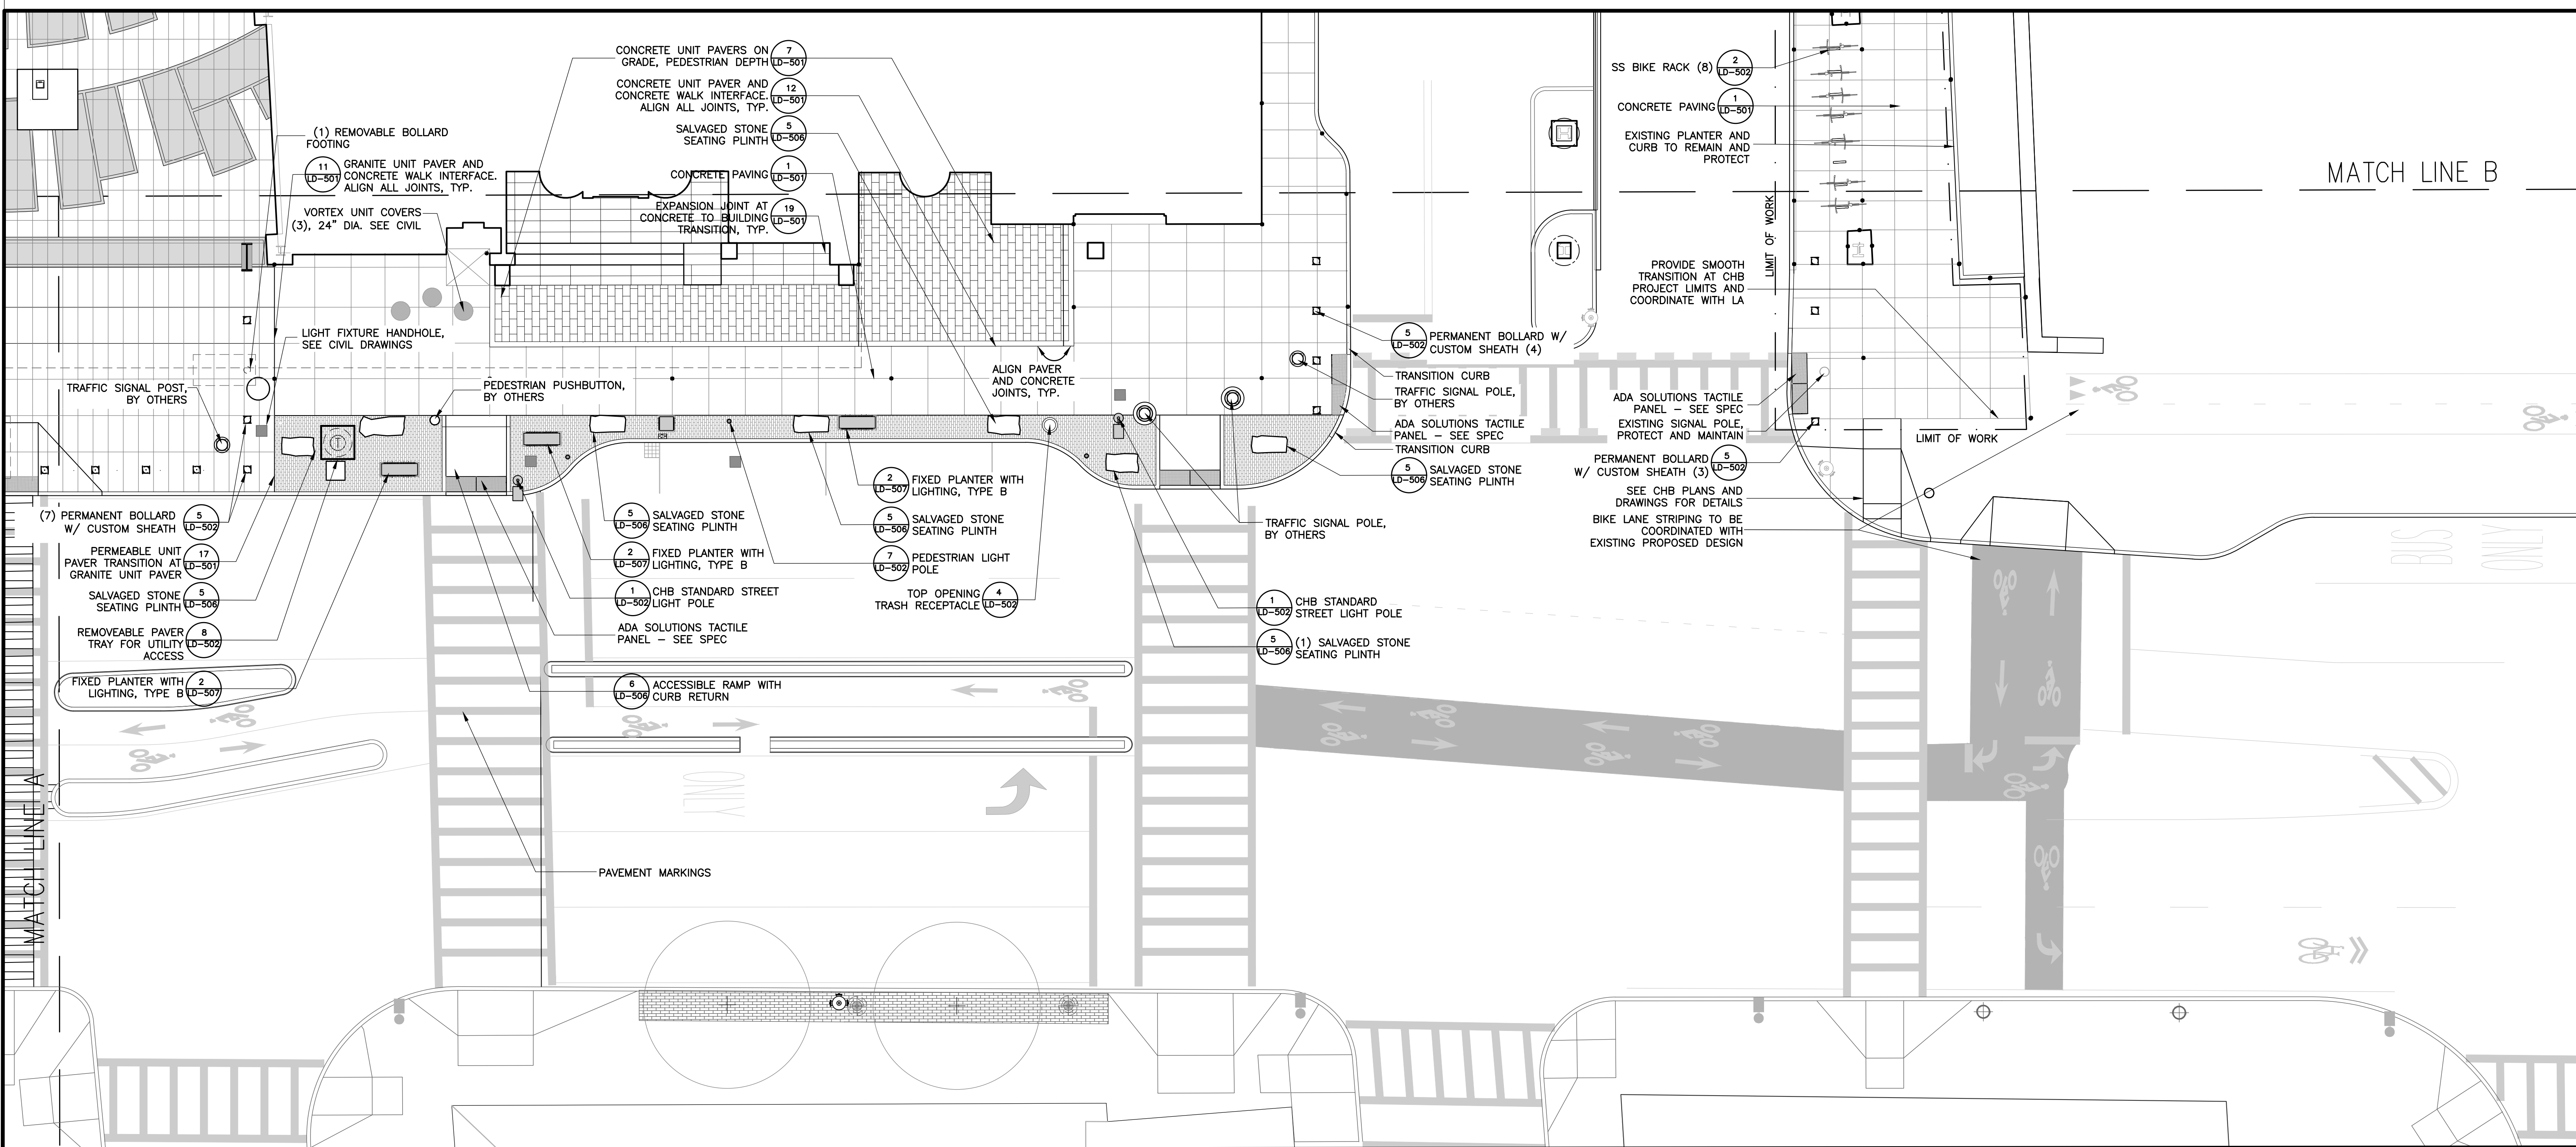 CONCRETE UNIT PAVERS ON
GRADE, PEDESTRIAN DEPTH
7
LD-501
CONCRETE UNIT PAVER AND
CONCRETE WALK INTERFACE.
ALIGN ALL JOINTS, TYP.
12
LD-501
SALVAGED STONE
SEATING PLINTH
5
LD-506
CONCRETE PAVING
1
LD-501
EXPANSION JOINT AT
CONCRETE TO BUILDING
TRANSITION, TYP.
19
LD-501
(1) REMOVABLE BOLLARD
FOOTING
11
LD-501
GRANITE UNIT PAVER AND
CONCRETE WALK INTERFACE.
ALIGN ALL JOINTS, TYP.
VORTEX UNIT COVERS
(3), 24" DIA. SEE CIVIL
LIGHT FIXTURE HANDHOLE,
SEE CIVIL DRAWINGS
TRAFFIC SIGNAL POST,
BY OTHERS
PEDESTRIAN PUSHBUTTON,
BY OTHERS
ALIGN PAVER
AND CONCRETE
JOINTS, TYP.
T
(7) PERMANENT BOLLARD
W/ CUSTOM SHEATH
5
LD-502
PERMEABLE UNIT
PAVER TRANSITION AT
GRANITE UNIT PAVER
17
LD-501
SALVAGED STONE
SEATING PLINTH
5
LD-506
REMOVEABLE PAVER
TRAY FOR UTILITY
ACCESS
8
LD-502
FIXED PLANTER WITH
LIGHTING, TYPE B
2
LD-507
MATCH LINE A
5
LD-506
SALVAGED STONE
SEATING PLINTH
2
LD-507
FIXED PLANTER WITH
LIGHTING, TYPE B
1
LD-502
CHB STANDARD STREET
LIGHT POLE
ADA SOLUTIONS TACTILE
PANEL – SEE SPEC
6
LD-506
ACCESSIBLE RAMP WITH
CURB RETURN
PAVEMENT MARKINGS
ONLY
2
LD-507
FIXED PLANTER WITH
LIGHTING, TYPE B
5
LD-506
SALVAGED STONE
SEATING PLINTH
7
LD-502
PEDESTRIAN LIGHT
POLE
TOP OPENING
TRASH RECEPTACLE
4
LD-502
5
LD-502
PERMANENT BOLLARD W/
CUSTOM SHEATH (4)
TRANSITION CURB
TRAFFIC SIGNAL POLE,
BY OTHERS
ADA SOLUTIONS TACTILE
PANEL – SEE SPEC
TRANSITION CURB
5
LD-506
SALVAGED STONE
SEATING PLINTH
TRAFFIC SIGNAL POLE,
BY OTHERS
1
LD-502
CHB STANDARD
STREET LIGHT POLE
5
LD-506
(1) SALVAGED STONE
SEATING PLINTH
SS BIKE RACK (8)
2
LD-502
CONCRETE PAVING
1
LD-501
EXISTING PLANTER AND
CURB TO REMAIN AND
PROTECT
LIMIT OF WORK
PROVIDE SMOOTH
TRANSITION AT CHB
PROJECT LIMITS AND
COORDINATE WITH LA
ADA SOLUTIONS TACTILE
PANEL – SEE SPEC
EXISTING SIGNAL POLE,
PROTECT AND MAINTAIN
LIMIT OF WORK
PERMANENT BOLLARD
W/ CUSTOM SHEATH (3)
5
LD-502
SEE CHB PLANS AND
DRAWINGS FOR DETAILS
BIKE LANE STRIPING TO BE
COORDINATED WITH
EXISTING PROPOSED DESIGN
MATCH LINE B
BUS
ONLY